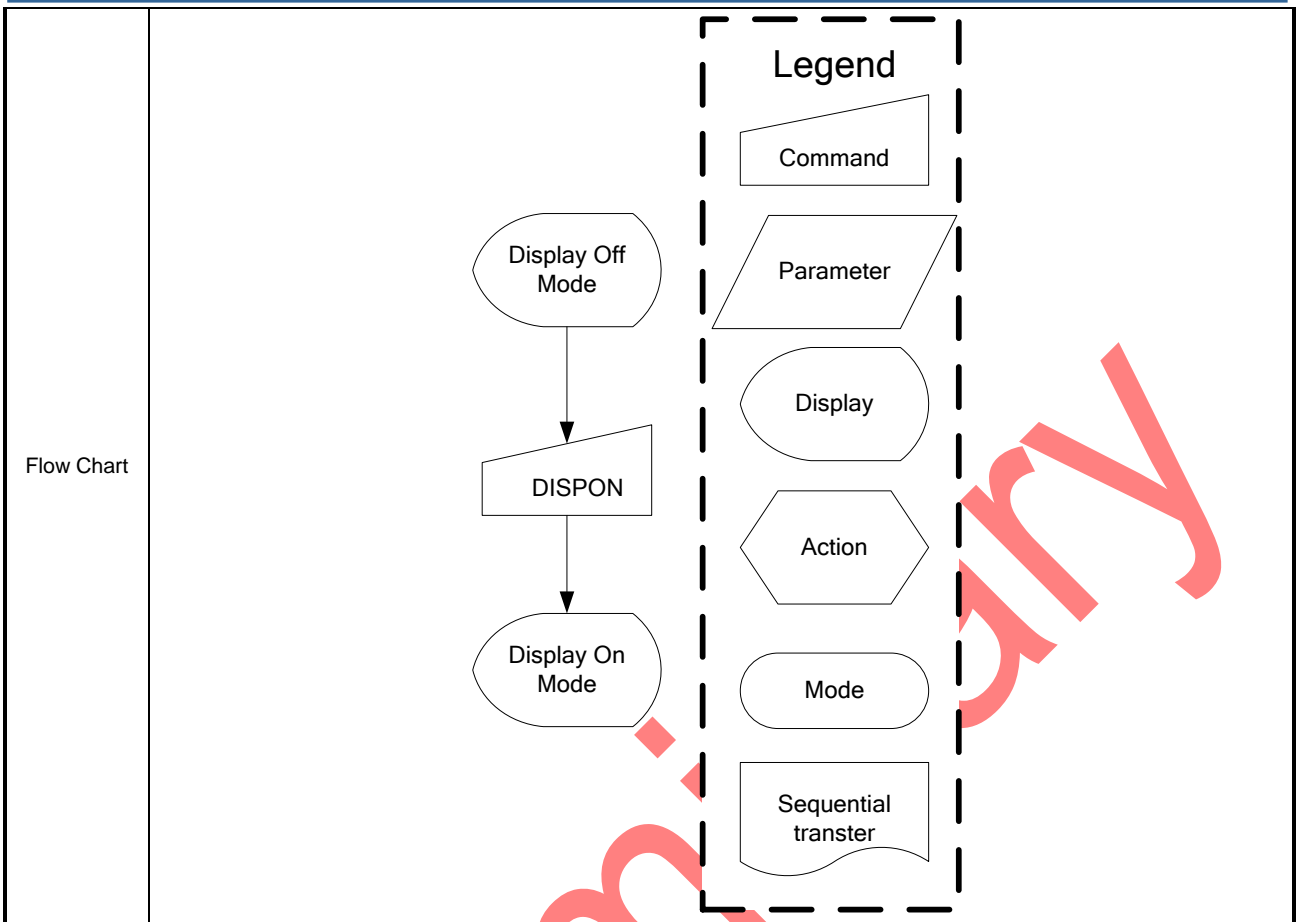 Flow Chart
Display Off
Mode
DISPON
Display On
Mode
Legend
Command
Parameter
Display
Action
Mode
Sequential
transter